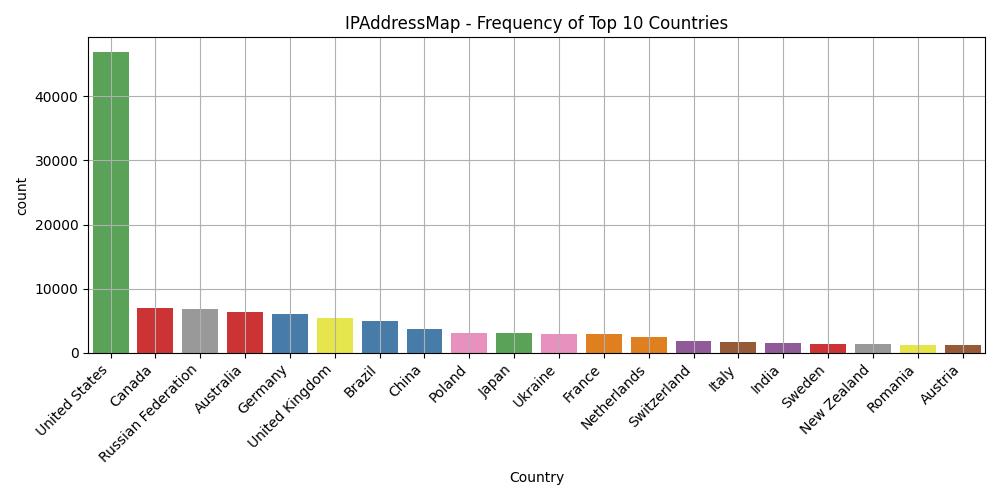 IPAddressMap - Frequency of Top 10 Countries
count
40000
30000
20000
10000
0
United States
Canada
Russian Federation
Australia
Germany
United Kingdom
Brazil
China
Poland
Japan
Ukraine
France
Netherlands
Switzerland
Italy
India
Sweden
New Zealand
Romania
Austria
Country